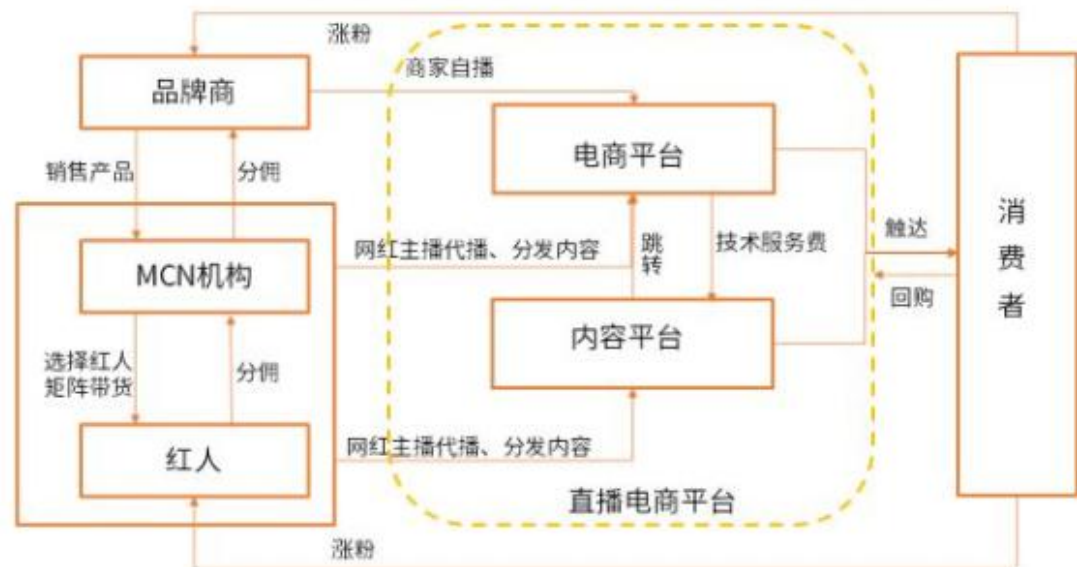 涨粉
品牌商
商家自播
电商平台
销售产品
分佣
消费者
触达
回购
MCN机构
网红主播代播、分发内容
跳转
技术服务费
内容平台
选择红人
矩阵带货
分佣
红人
网红主播代播、分发内容
直播电商平台
涨粉